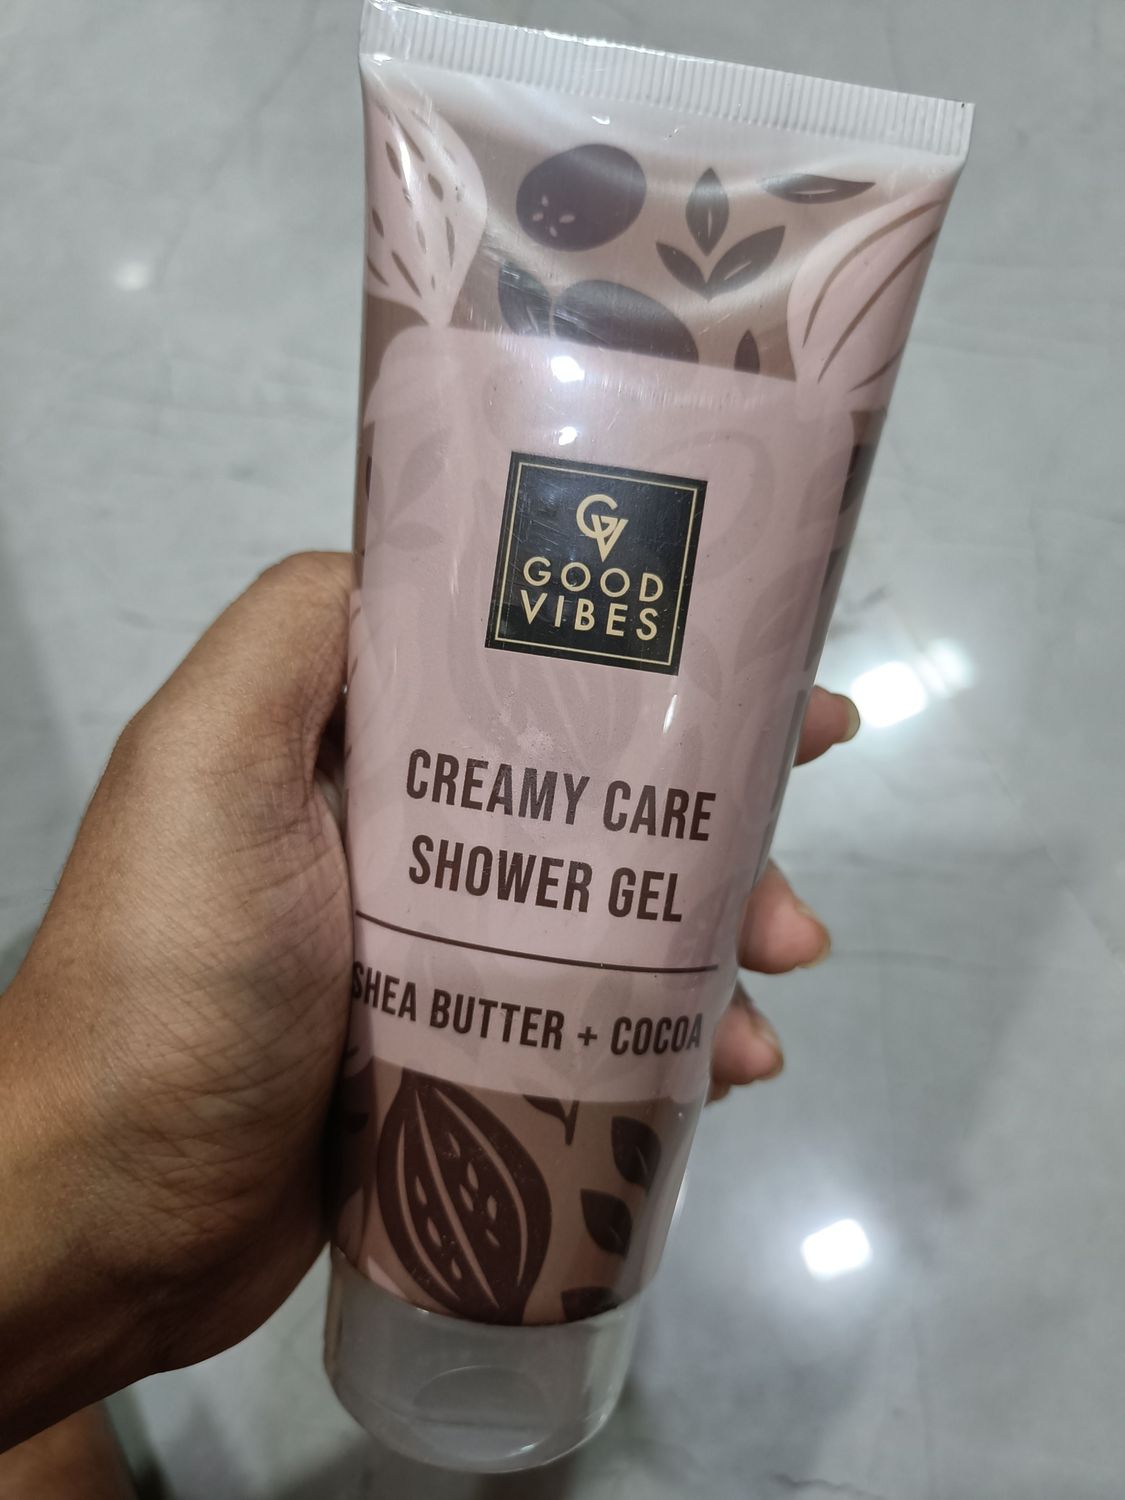 GV
GOOD
VIBES
CREAMY CARE
SHOWER GEL
SHEA BUTTER + COCOA